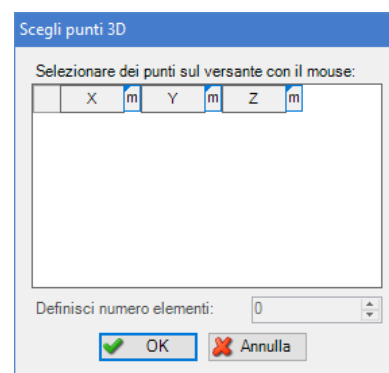 Scegli punti 3D
Selezionare dei punti sul versante con il mouse:
X m Y m Z m
Definisci numero elementi: 0
OK Annulla